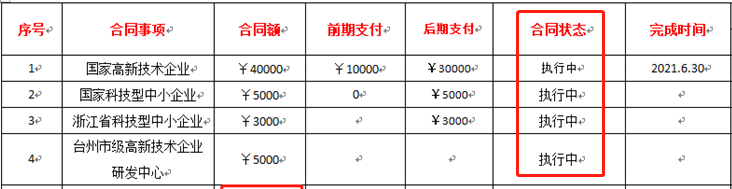 序号 合同事项 合同额 前期支付 后期支付 合同状态 完成时间
1 国家高新技术企业 ￥40000 ￥10000 ￥30000 执行中 2021.6.30
2 国家科技型中小企业 ￥5000 0 ￥5000 执行中
3 浙江省科技型中小企业 ￥3000 ￥3000 执行中
4 台州市级高新技术企业
研发中心 ￥5000 执行中